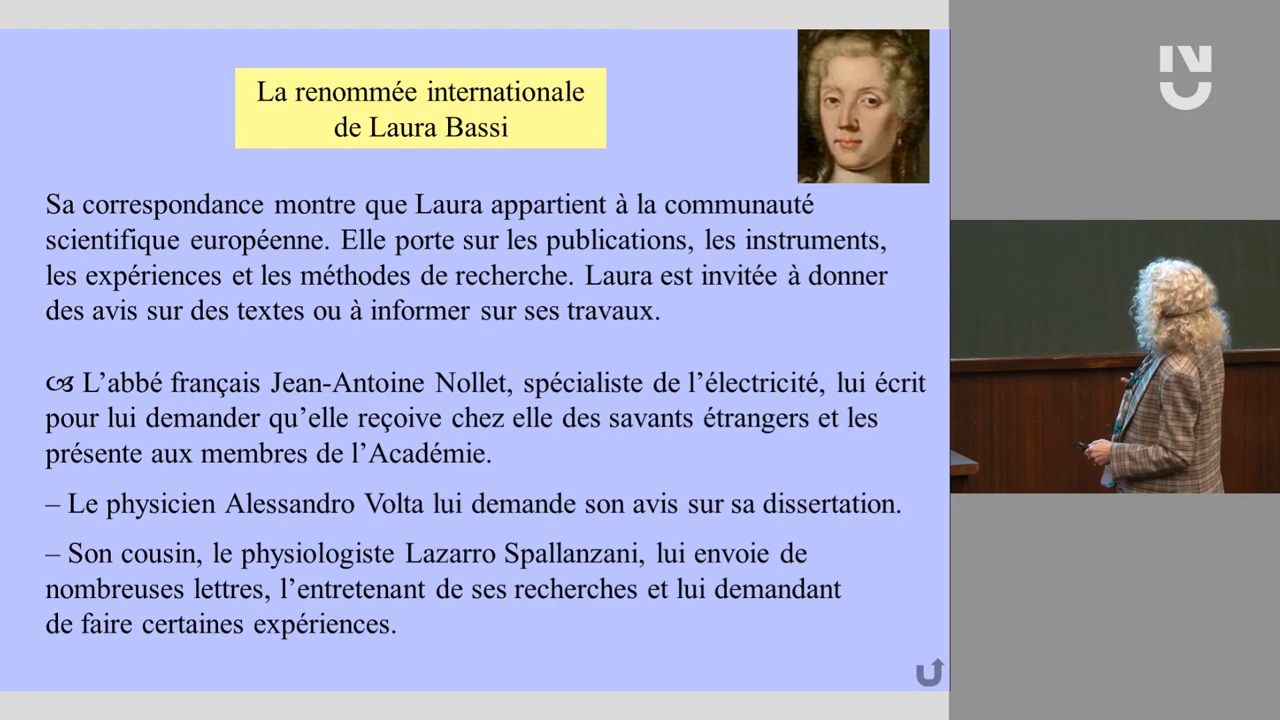 La renommée internationale
de Laura Bassi
Sa correspondance montre que Laura appartient à la communauté
scientifique européenne. Elle porte sur les publications, les instruments,
les expériences et les méthodes de recherche. Laura est invitée à donner
des avis sur des textes ou à informer sur ses travaux.
L’abbé français Jean-Antoine Nollet, spécialiste de l’électricité, lui écrit
pour lui demander qu’elle reçoive chez elle des savants étrangers et les
présente aux membres de l’Académie.
– Le physicien Alessandro Volta lui demande son avis sur sa dissertation.
– Son cousin, le physiologiste Lazarro Spallanzani, lui envoie de
nombreuses lettres, l’entretenant de ses recherches et lui demandant
de faire certaines expériences.